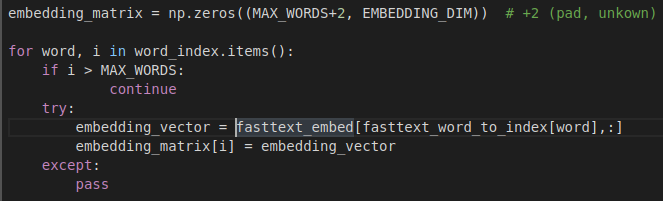 embedding_matrix = np.zeros((MAX_WORDS+2, EMBEDDING_DIM))  # +2 (pad, unkown)
for word, i in word_index.items():
    if i > MAX_WORDS:
            continue
    try:
        embedding_vector = fasttext_embed[fasttext_word_to_index[word],:]
        embedding_matrix[i] = embedding_vector
    except:
        pass